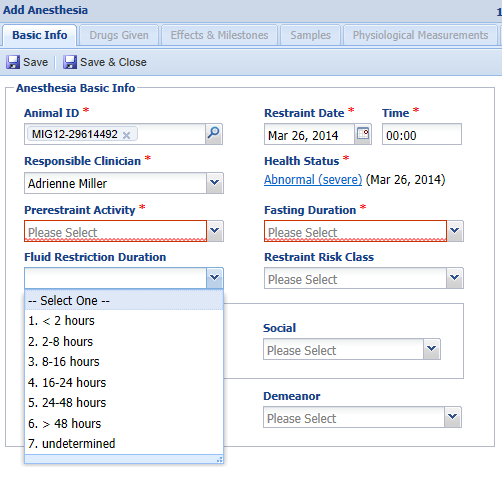 Add Anesthesia
1
Basic Info
Drugs Given
Effects & Milestones
Samples
Physiological Measurements
Save
Save & Close
Anesthesia Basic Info
Animal ID *
Restraint Date *
Time *
MIG12-29614492
Mar 26, 2014
00:00
Responsible Clinician *
Health Status *
Adrienne Miller
Abnormal (severe) (Mar 26, 2014)
Prerestraint Activity *
Fasting Duration *
Please Select
Please Select
Fluid Restriction Duration
Restraint Risk Class
Please Select
-- Select One --
1. < 2 hours
2. 2-8 hours
3. 8-16 hours
4. 16-24 hours
5. 24-48 hours
6. > 48 hours
7. undetermined
Social
Please Select
Demeanor
Please Select